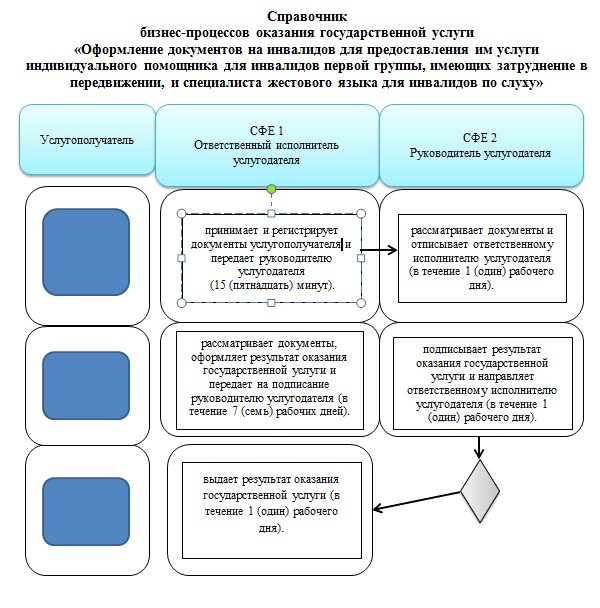 Справочник
бизнес-процессов оказания государственной услуги
«Оформление документов на инвалидов для предоставления им услуги
индивидуального помощника для инвалидов первой группы, имеющих затруднение в
передвижении, и специалиста жестового языка для инвалидов по слуху»
Услугополучатель
СФЕ 1
Ответственный исполнитель
услугодателя
СФЕ 2
Руководитель услугодателя
принимает и регистрирует
документы услугополучателя и
передает руководителю
услугодателя
(15 (пятнадцать) минут).
рассматривает документы и
отписывает ответственному
исполнителю услугодателя
(в течение 1 (один) рабочего
дня).
рассматривает документы,
оформляет результат оказания
государственной услуги и
передает на подписание
руководителю услугодателя (в
течение 7 (семь) рабочих дней).
подписывает результат
оказания государственной
услуги и направляет
ответственному исполнителю
услугодателя (в течение 1
(один) рабочего дня).
выдает результат оказания
государственной услуги (в
течение 1 (один) рабочего
дня).